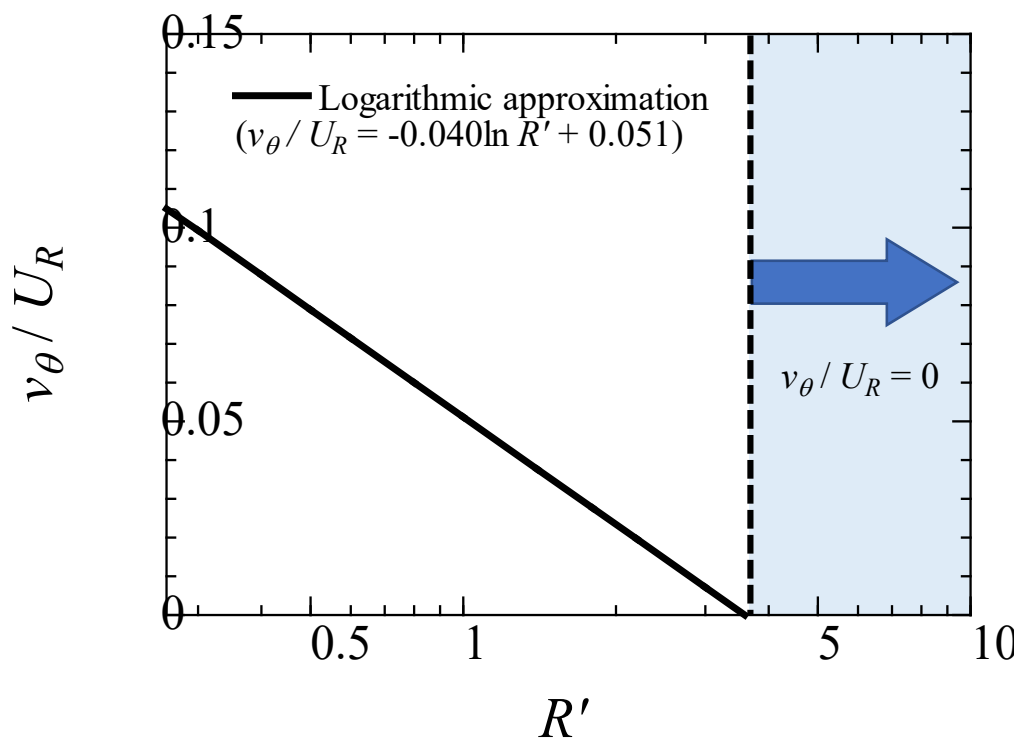 0.15
Logarithmic approximation
(vθ / UR = -0.040ln R′ + 0.051)
0.1
vθ / UR
vθ / UR = 0
0.05
0
0.5 1 5 10
R′